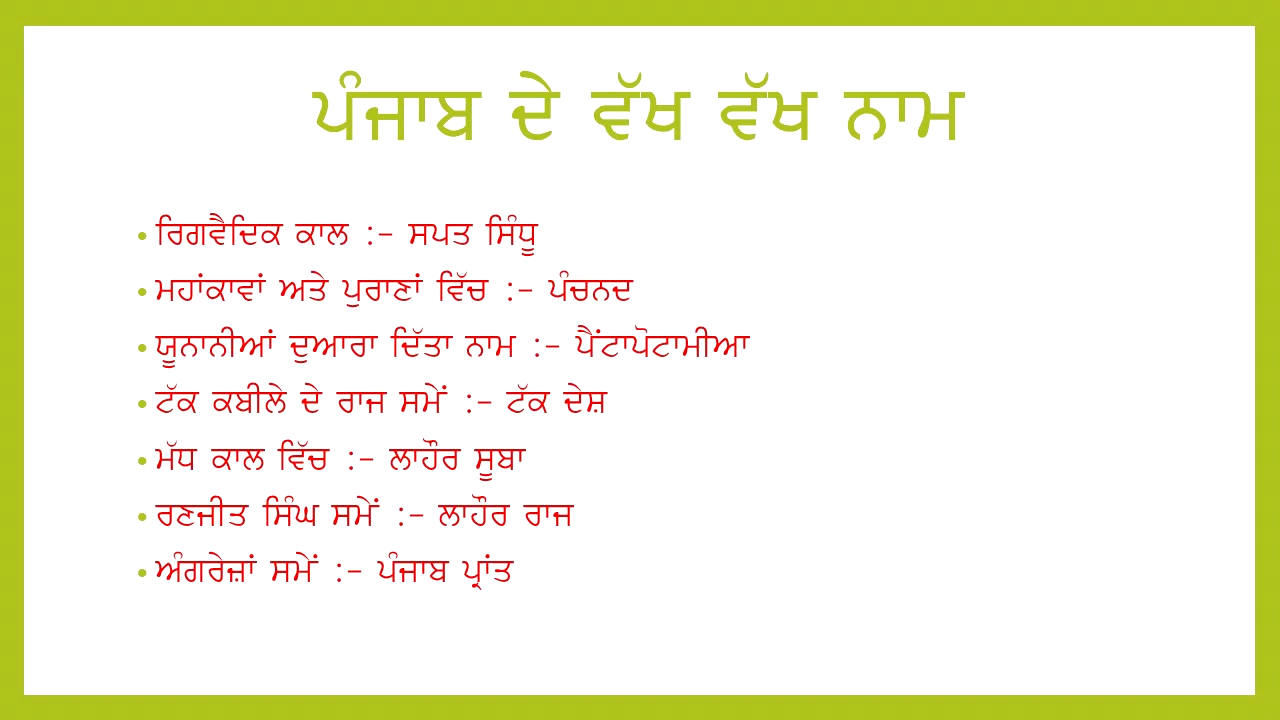 ਪੰਜਾਬ ਦੇ ਵੱਖ ਵੱਖ ਨਾਮ
• ਰਿਗਵੈਦਿਕ ਕਾਲ :- ਸਪਤ ਸਿੰਧੂ
• ਮਹਾਂਕਾਵਾਂ ਅਤੇ ਪੁਰਾਣਾਂ ਵਿੱਚ :- ਪੰਚਨਦ
• ਯੂਨਾਨੀਆਂ ਦੁਆਰਾ ਦਿੱਤਾ ਨਾਮ :- ਪੈਂਟਾਪੋਟਾਮੀਆ
• ਟੱਕ ਕਬੀਲੇ ਦੇ ਰਾਜ ਸਮੇਂ :- ਟੱਕ ਦੇਸ਼
• ਮੱਧ ਕਾਲ ਵਿੱਚ :- ਲਾਹੌਰ ਸੂਬਾ
• ਰਣਜੀਤ ਸਿੰਘ ਸਮੇਂ :- ਲਾਹੌਰ ਰਾਜ
• ਅੰਗਰੇਜ਼ਾਂ ਸਮੇਂ :- ਪੰਜਾਬ ਪ੍ਰਾਂਤ